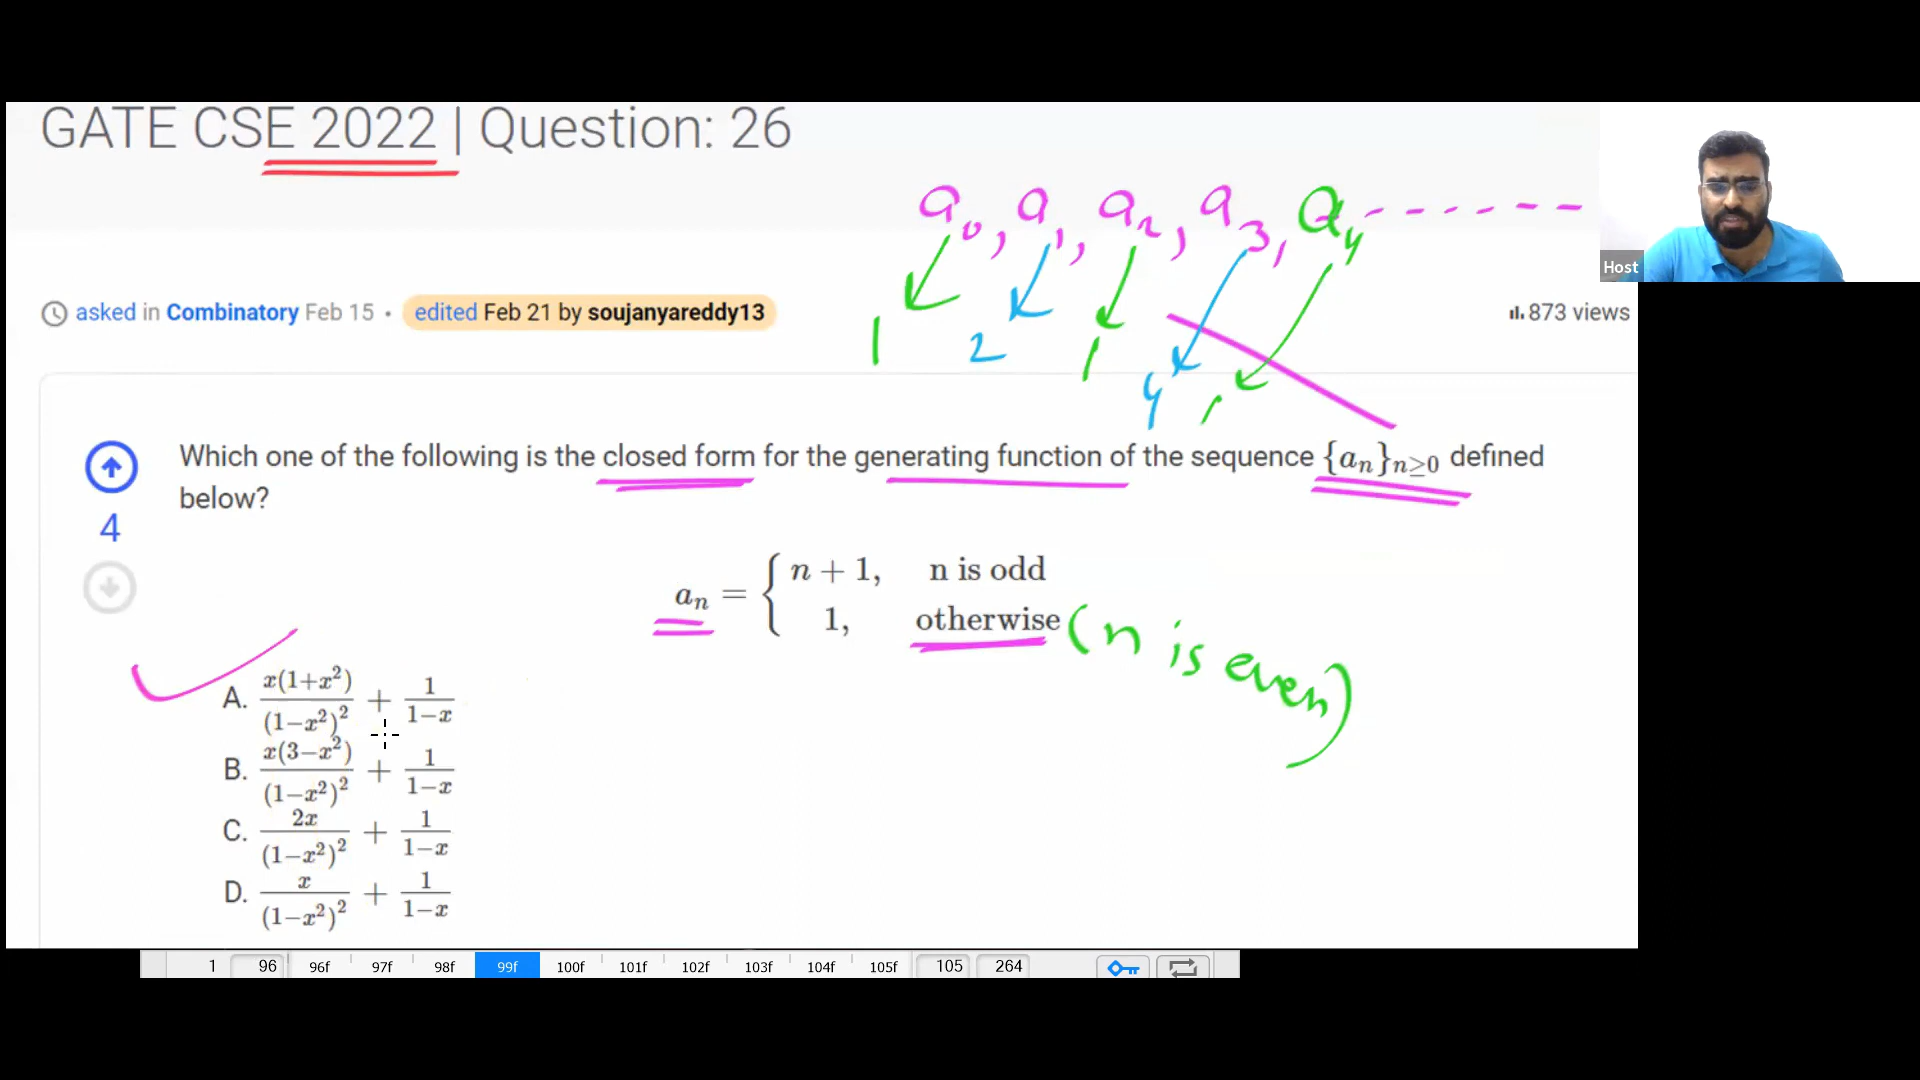 GATE CSE 2022 | Question: 26
a0, a1, a2, a3, a4 - - - - - -
1 2 1 4 1
Host
asked in Combinatory Feb 15 • edited Feb 21 by soujanyareddy13
873 views
Which one of the following is the closed form for the generating function of the sequence {aₙ}ₙ≥₀ defined
below?
4
aₙ = { n + 1, n is odd
1, otherwise (n is even)
A. x(1+x²)/(1−x²)² + 1/(1−x)
B. x(3−x²)/(1−x²)² + 1/(1−x)
C. 2x/(1−x²)² + 1/(1−x)
D. x/(1−x²)² + 1/(1−x)
1 96 96f 97f 98f 99f 100f 101f 102f 103f 104f 105f 105 264